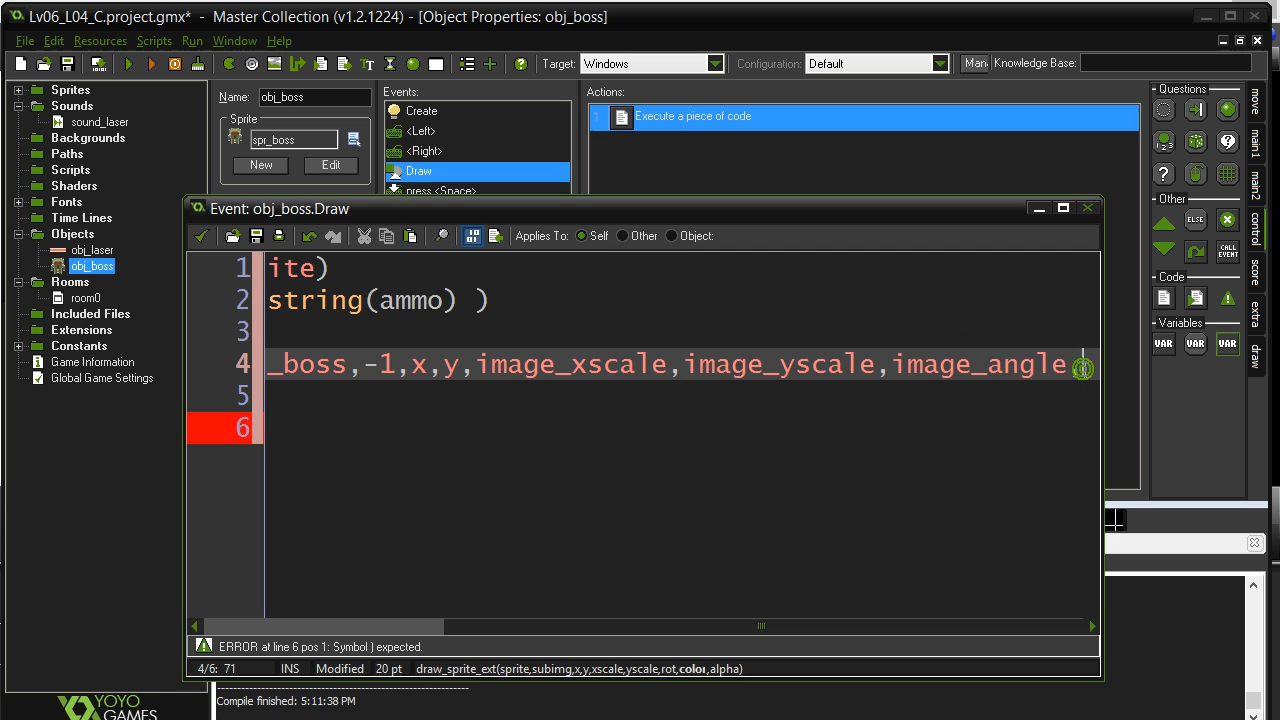 Lv06_L04_C.project.gmx* - Master Collection (v1.2.1224) - [Object Properties: obj_boss]
File Edit Resources Scripts Run Window Help
Target: Windows Configuration: Default Man Knowledge Base:
Sprites
Sounds
sound_laser
Backgrounds
Paths
Scripts
Shaders
Fonts
Time Lines
Objects
obj_laser
obj_boss
Rooms
room0
Included Files
Extensions
Constants
Game Information
Global Game Settings
YOYO
GAMES
Name: obj_boss
Sprite
spr_boss
New Edit
Events:
Create
<Left>
<Right>
Draw
press <Space>
Actions:
1 Execute a piece of code
Questions
Other
ELSE
CALL EVENT
Code
Variables
VAR VAR VAR
move
main1
main2
control
score
extra
draw
Event: obj_boss.Draw
Applies To: Self Other Object:
1 ite)
2 string(ammo) )
3
4 _boss,-1,x,y,image_xscale,image_yscale,image_angle,
5
6
ERROR at line 6 pos 1: Symbol ) expected.
4/6: 71 INS Modified 20 pt draw_sprite_ext(sprite,subimg,x,y,xscale,yscale,rot,color,alpha)
Compile finished: 5:11:38 PM